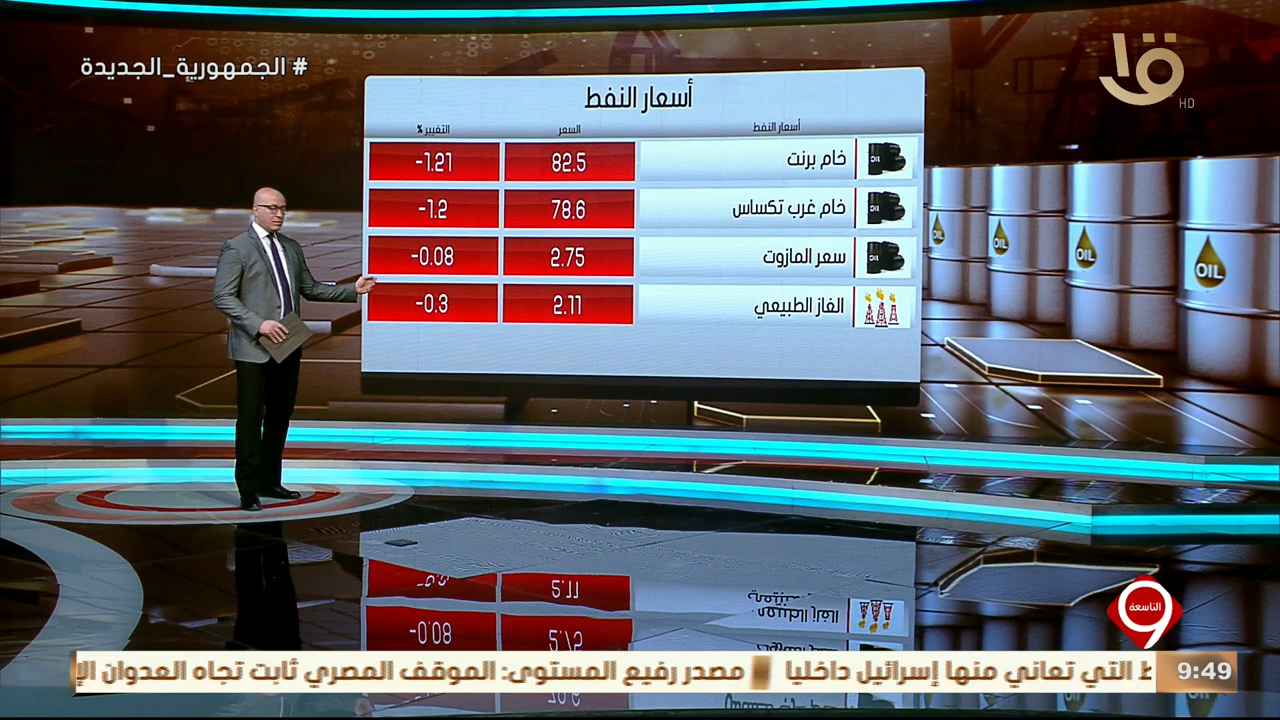 # الجمهورية_الجديدة
HD
أسعار النفط
أسعار النفط السعر التغيير %
خام برنت 82.5 -1.21
خام غرب تكساس 78.6 -1.2
سعر المازوت 2.75 -0.08
الغاز الطبيعي 2.11 -0.3
OIL OIL OIL OIL
التاسعة
9
9:49
ط التي تعاني منها إسرائيل داخليا مصدر رفيع المستوى: الموقف المصري ثابت تجاه العدوان الإ